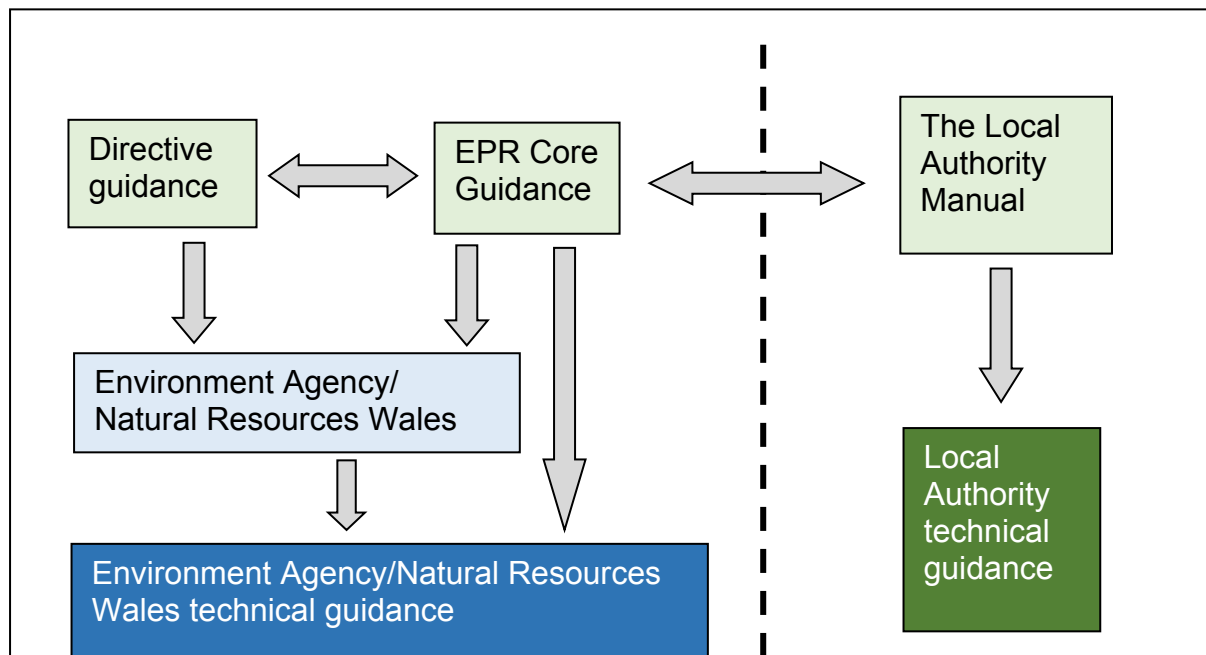 Directive
guidance
EPR Core
Guidance
The Local
Authority
Manual
Environment Agency/
Natural Resources Wales
Local
Authority
technical
guidance
Environment Agency/Natural Resources
Wales technical guidance